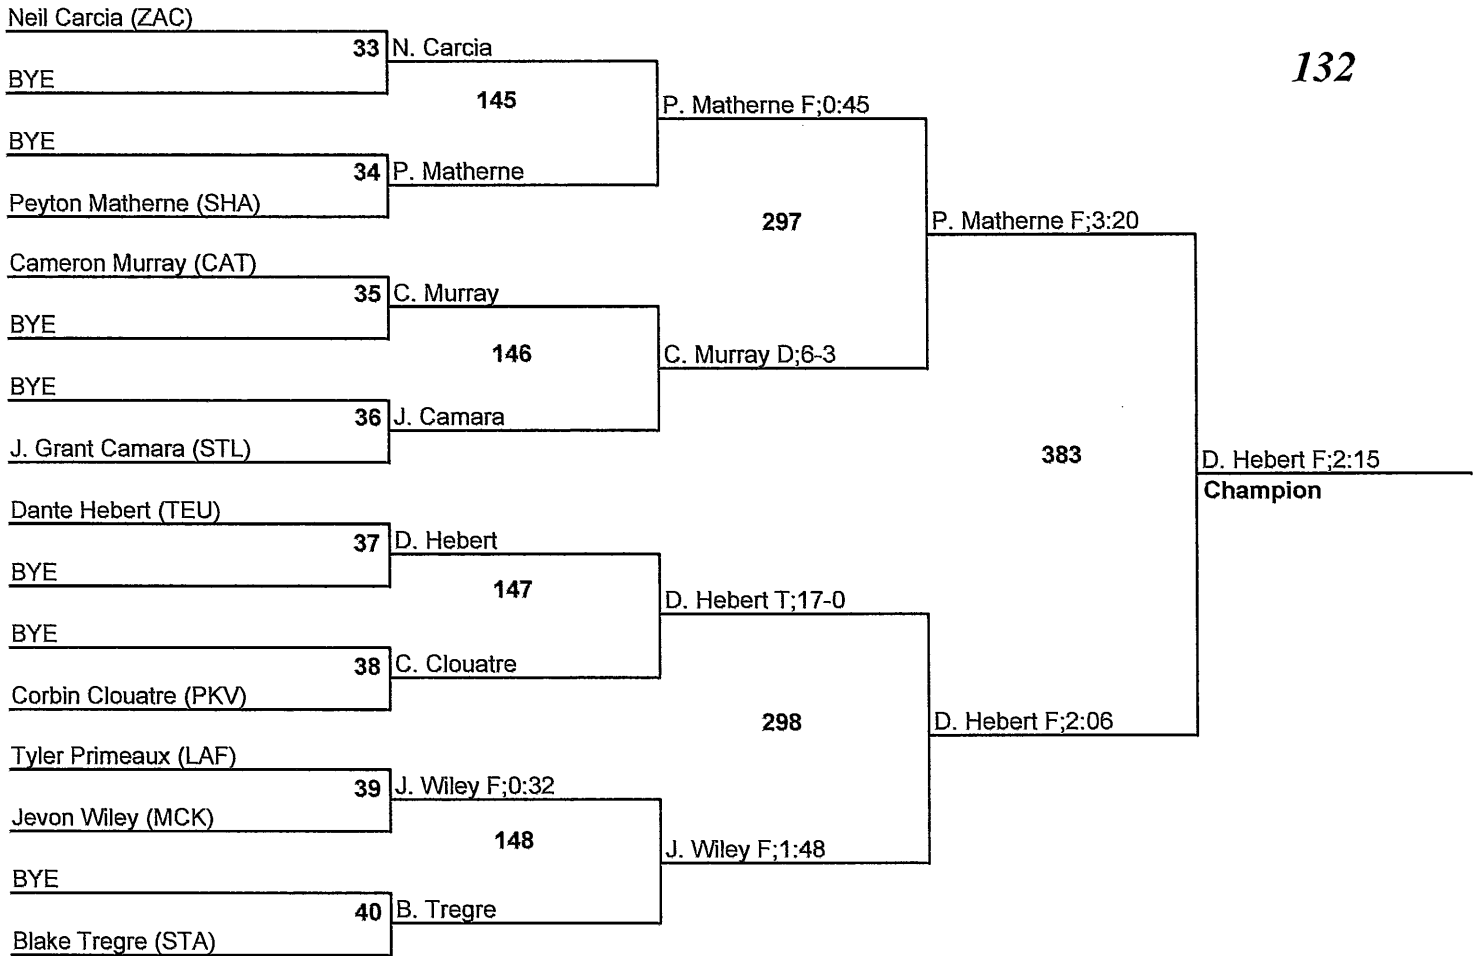 Neil Carcia (ZAC)
33 N. Carcia
132
BYE
145
P. Matherne F;0:45
BYE
34 P. Matherne
Peyton Matherne (SHA)
297
P. Matherne F;3:20
Cameron Murray (CAT)
35 C. Murray
BYE
146
C. Murray D;6-3
BYE
36 J. Camara
J. Grant Camara (STL)
383
D. Hebert F;2:15
Champion
Dante Hebert (TEU)
37 D. Hebert
BYE
147
D. Hebert T;17-0
BYE
38 C. Clouatre
Corbin Clouatre (PKV)
298
D. Hebert F;2:06
Tyler Primeaux (LAF)
39 J. Wiley F;0:32
Jevon Wiley (MCK)
148
J. Wiley F;1:48
BYE
40 B. Tregre
Blake Tregre (STA)